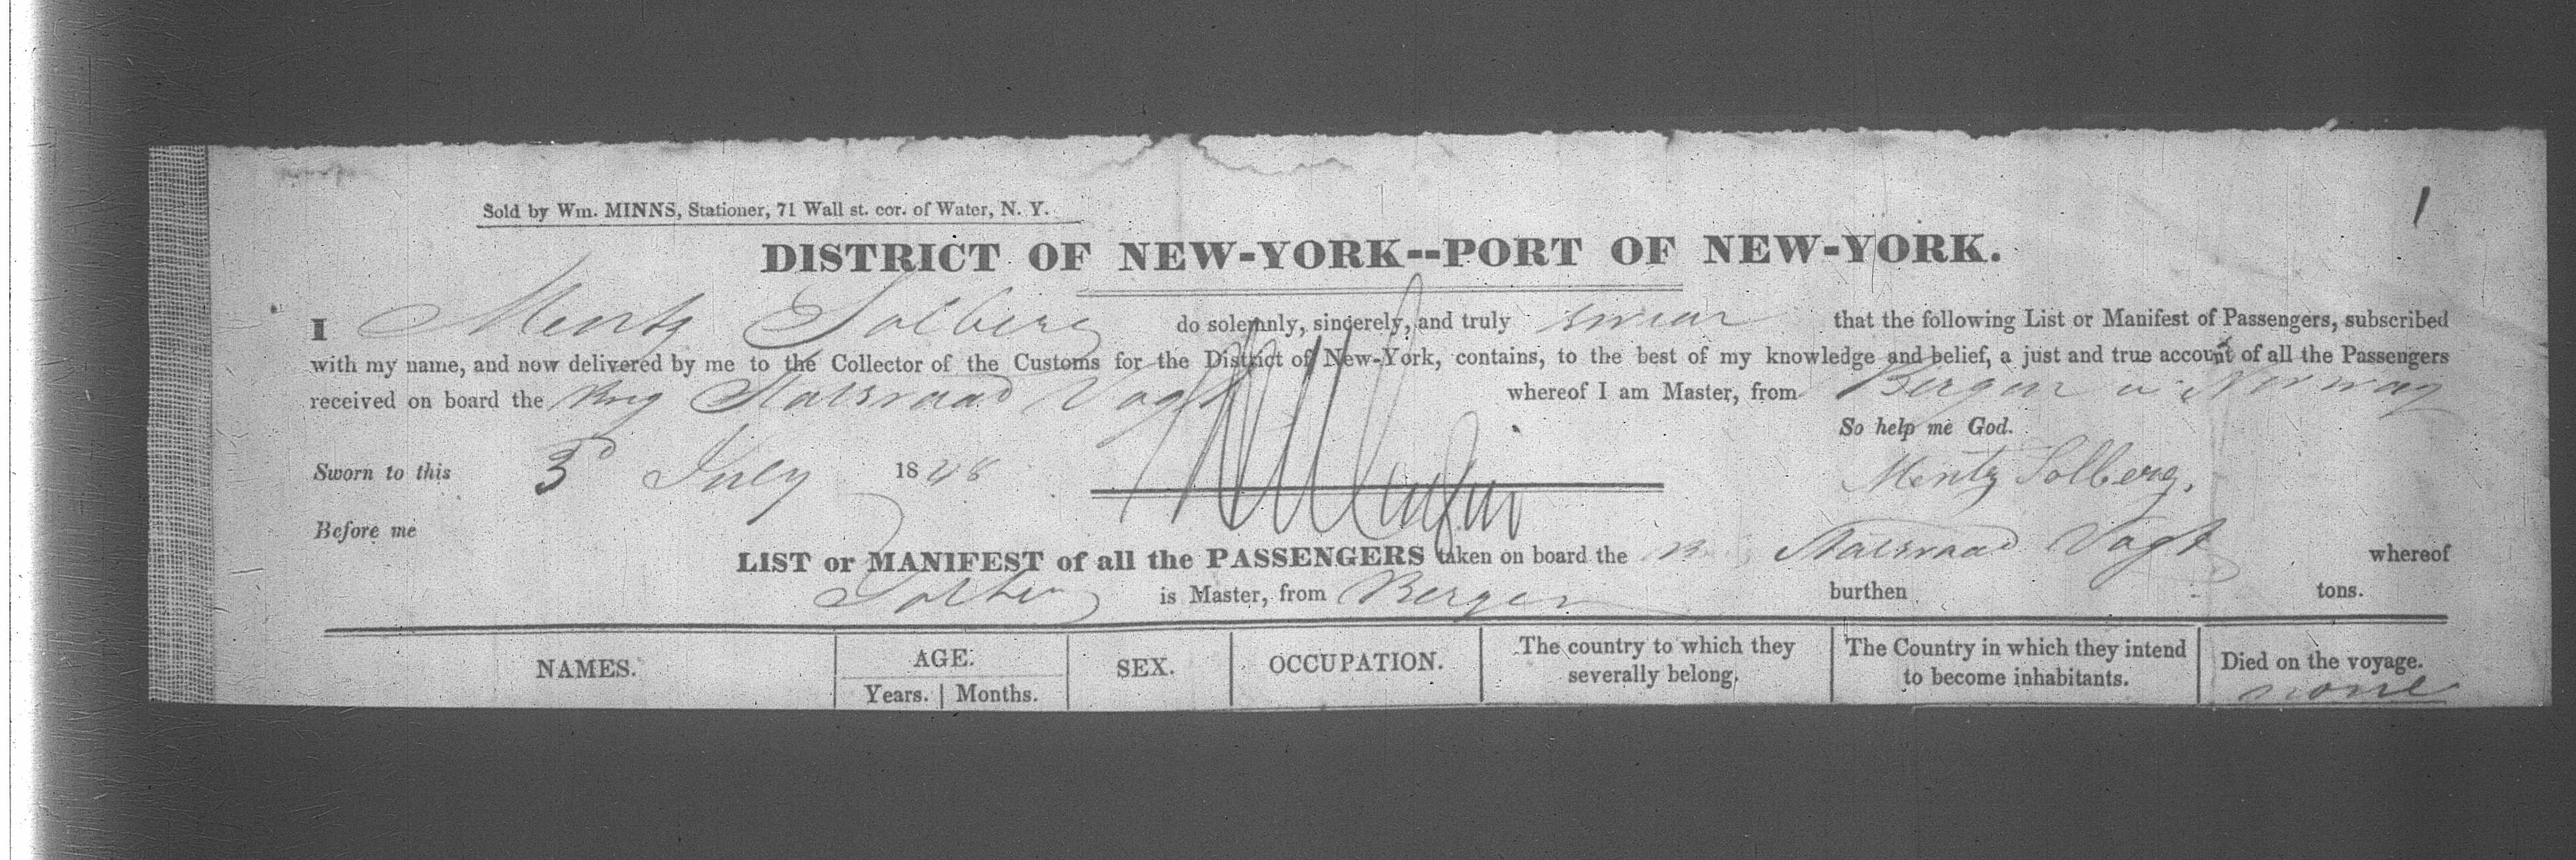 1
Sold by Wm. MINNS, Stationer, 71 Wall st. cor. of Water, N. Y.
DISTRICT OF NEW-YORK--PORT OF NEW-YORK.
I Mentz Solberg do solemnly, sincerely, and truly swear that the following List or Manifest of Passengers, subscribed
with my name, and now delivered by me to the Collector of the Customs for the District of New-York, contains, to the best of my knowledge and belief, a just and true account of all the Passengers
received on board the Brig Statsraad Vogt whereof I am Master, from Bergen Norway
So help me God.
Sworn to this 3d July 1848 Mentz Solberg.
Before me
LIST or MANIFEST of all the PASSENGERS taken on board the Statsraad Vogt whereof
Solberg is Master, from Bergen burthen tons.
NAMES. AGE. SEX. OCCUPATION. The country to which they severally belong. The Country in which they intend to become inhabitants. Died on the voyage.
Years. Months. none